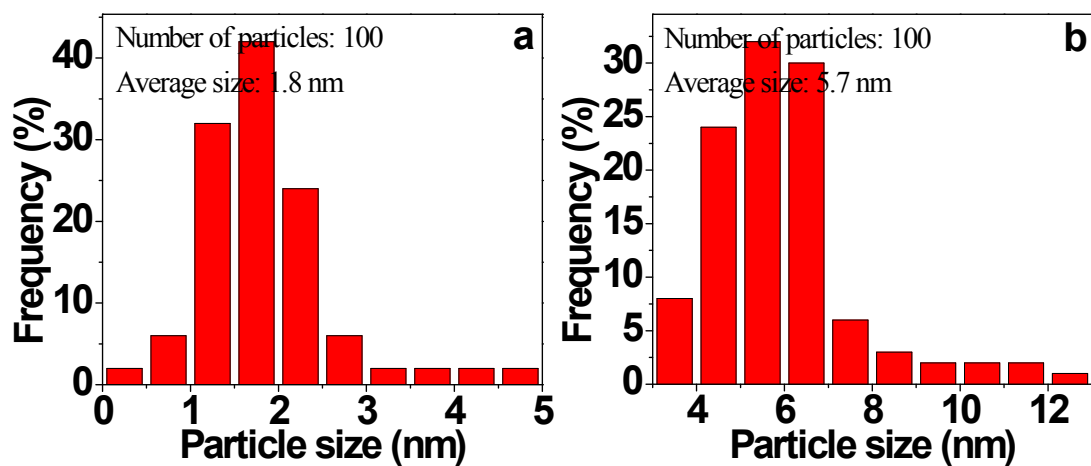 Number of particles: 100
Average size: 1.8 nm
a
Frequency (%)
40
30
20
10
0
0 1 2 3 4 5
Particle size (nm)
Number of particles: 100
Average size: 5.7 nm
b
Frequency (%)
30
25
20
15
10
5
0
4 6 8 10 12
Particle size (nm)